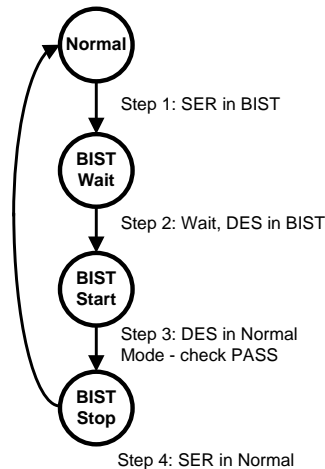 Normal
Step 1: SER in BIST
BIST
Wait
Step 2: Wait, DES in BIST
BIST
Start
Step 3: DES in Normal
Mode - check PASS
BIST
Stop
Step 4: SER in Normal